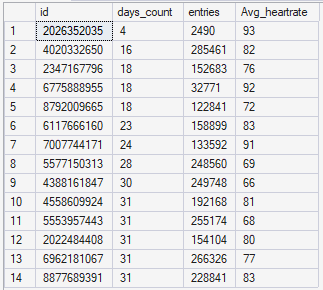 id days_count entries Avg_heartrate
1 2026352035 4 2490 93
2 4020332650 16 285461 82
3 2347167796 18 152683 76
4 6775888955 18 32771 92
5 8792009665 18 122841 72
6 6117666160 23 158899 83
7 7007744171 24 133592 91
8 5577150313 28 248560 69
9 4388161847 30 249748 66
10 4558609924 31 192168 81
11 5553957443 31 255174 68
12 2022484408 31 154104 80
13 6962181067 31 266326 77
14 8877689391 31 228841 83